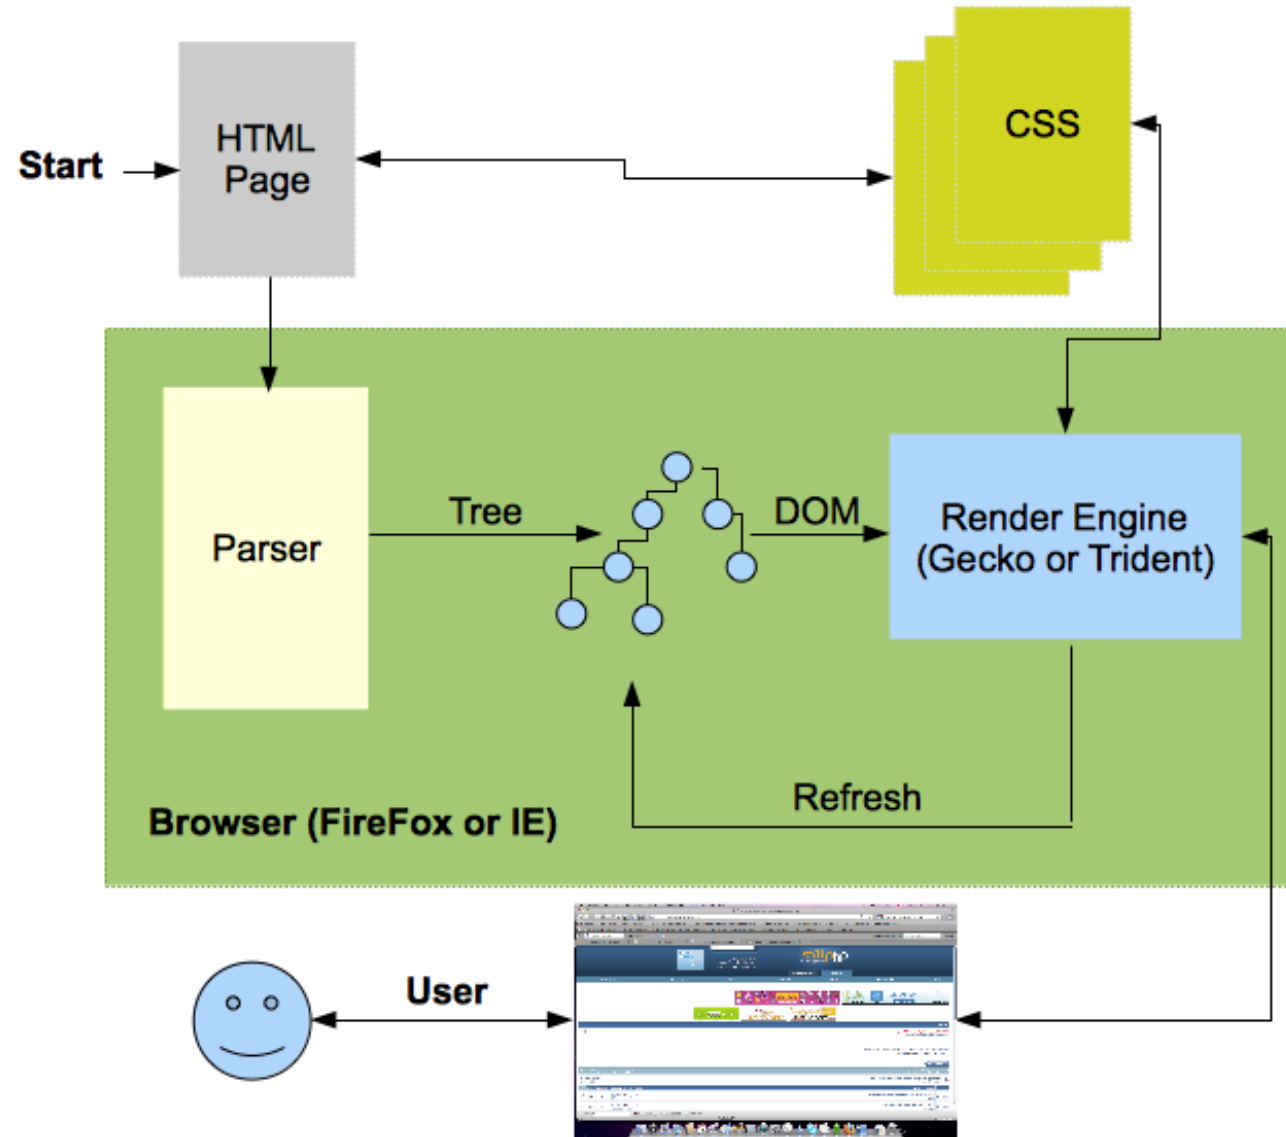 HTML
Page
CSS
Start
Parser
Tree
DOM
Render Engine
(Gecko or Trident)
Refresh
Browser (FireFox or IE)
User